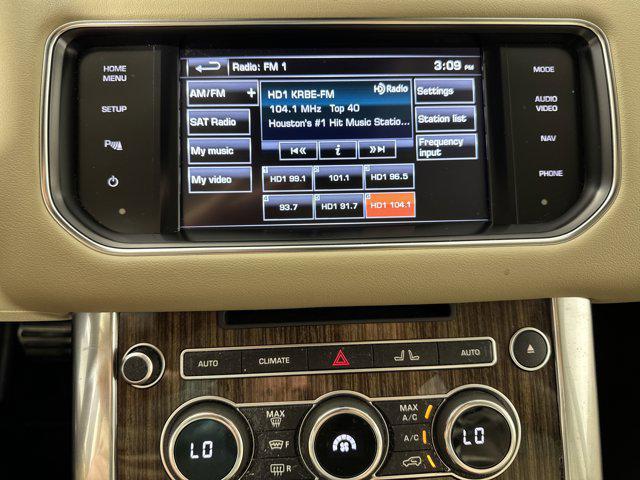 HOME
MENU
SETUP
P
Radio: FM 1
3:09 PM
AM/FM +
SAT Radio
My music
My video
HD1 KRBE-FM
HD Radio
104.1 MHz Top 40
Houston's #1 Hit Music Statio...
i
Settings
Station list
Frequency
input
1 HD1 99.1
2 101.1
3 HD1 96.5
4 93.7
5 HD1 91.7
6 HD1 104.1
MODE
AUDIO
VIDEO
NAV
PHONE
AUTO
CLIMATE
AUTO
MAX
F
R
LO
MAX
A/C
A/C
LO